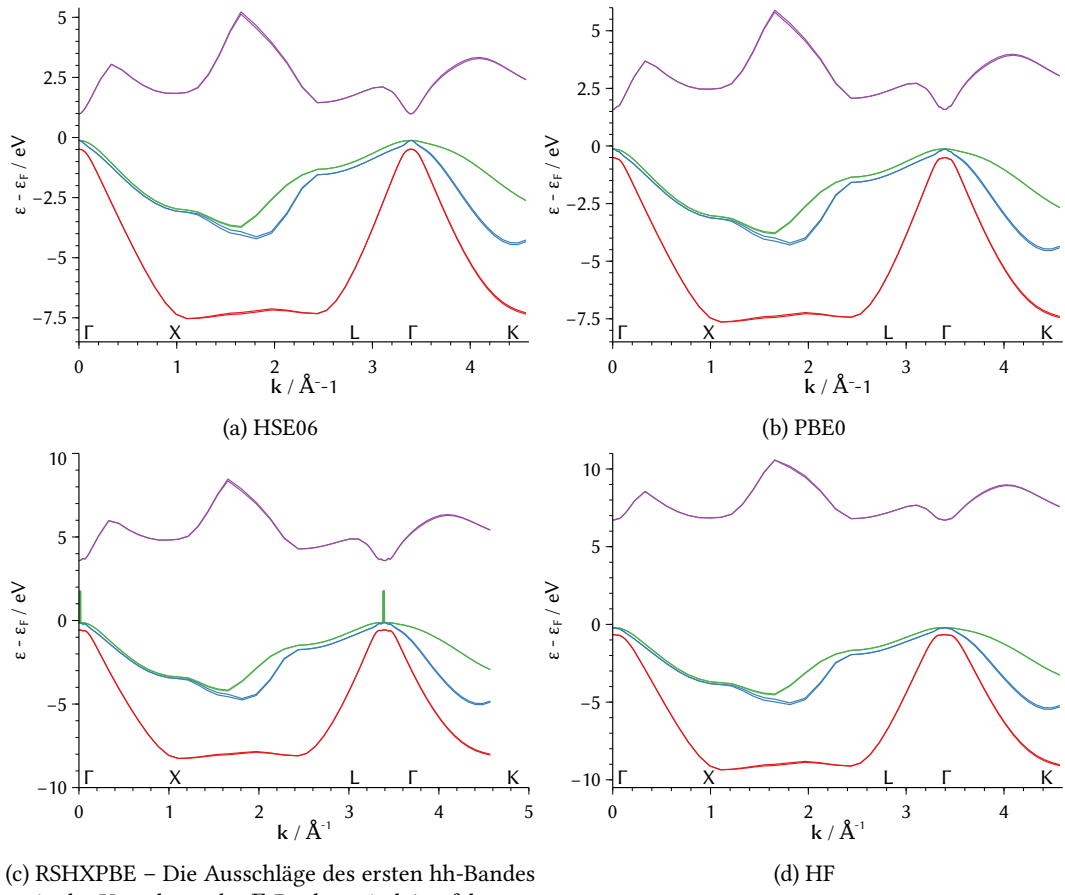 5
2.5
0
−2.5
−5
−7.5
ε - ε_F / eV
Γ X L Γ K
0 1 2 3 4
k / Å⁻-1
(a) HSE06
5
2.5
0
−2.5
−5
−7.5
ε - ε_F / eV
Γ X L Γ K
0 1 2 3 4
k / Å⁻-1
(b) PBE0
10
5
0
−5
−10
ε - ε_F / eV
Γ X L Γ K
0 1 2 3 4 5
k / Å⁻¹
(c) RSHXPBE – Die Ausschläge des ersten hh-Bandes
10
5
0
−5
−10
ε - ε_F / eV
Γ X L Γ K
0 1 2 3 4
k / Å⁻¹
(d) HF